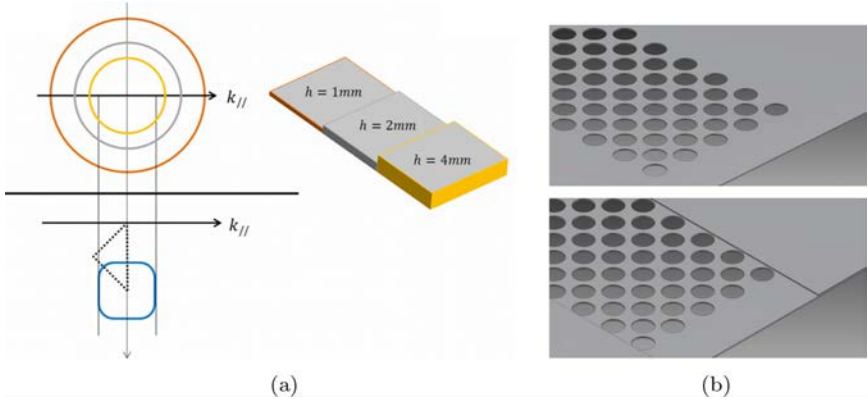 k//
h = 1mm
h = 2mm
h = 4mm
k//
(a)
(b)